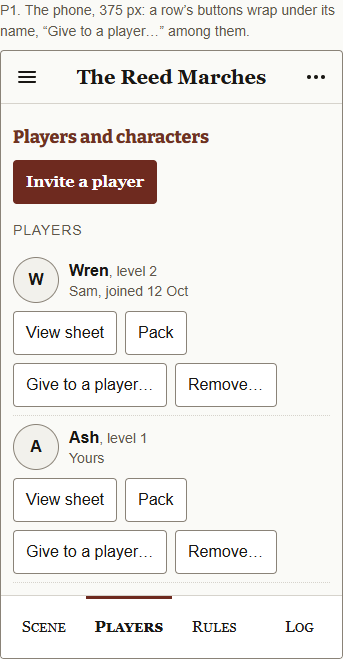 P1. The phone, 375 px: a row’s buttons wrap under its
name, “Give to a player…” among them.
The Reed Marches
Players and characters
Invite a player
PLAYERS
W
Wren, level 2
Sam, joined 12 Oct
View sheet Pack
Give to a player… Remove…
A
Ash, level 1
Yours
View sheet Pack
Give to a player… Remove…
Scene Players Rules Log